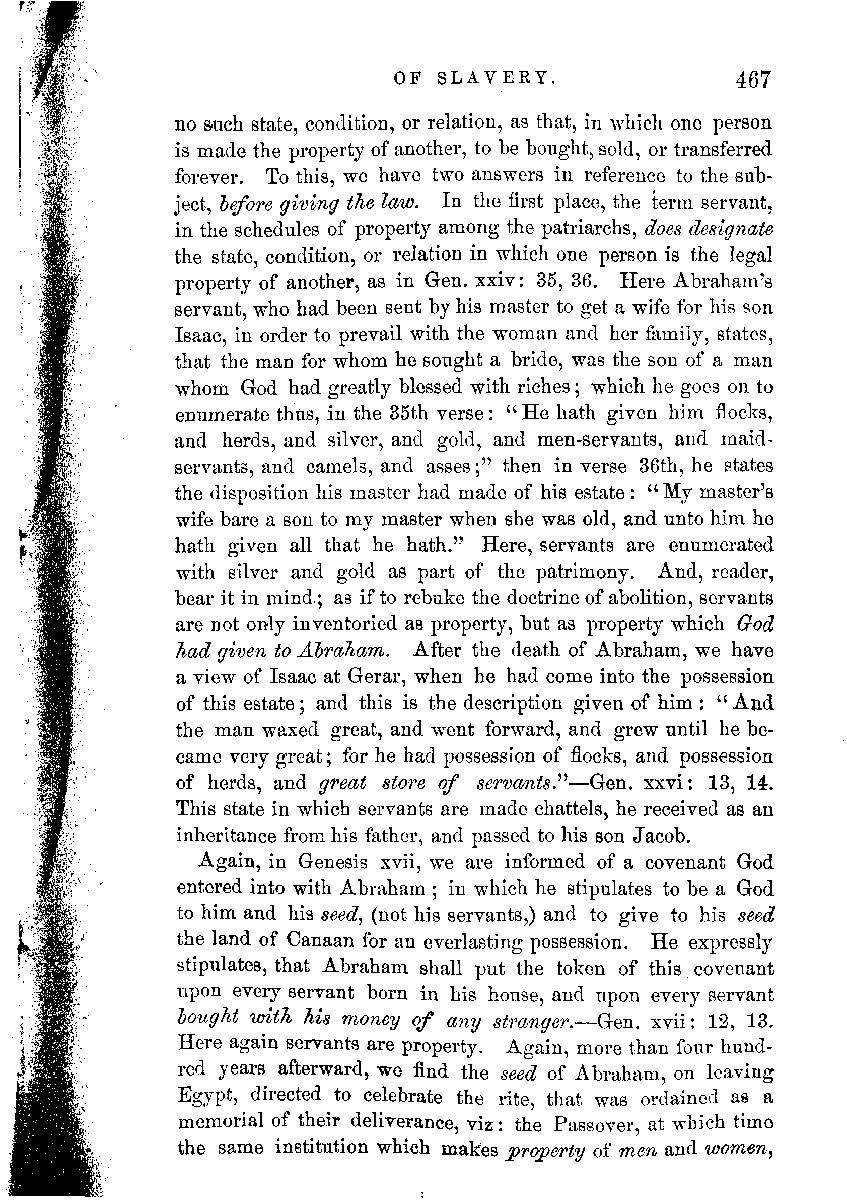 OF SLAVERY. 467
no such state, condition, or relation, as that, in which one person
is made the property of another, to be bought, sold, or transferred
forever. To this, we have two answers in reference to the sub-
ject, before giving the law. In the first place, the term servant,
in the schedules of property among the patriarchs, does designate
the state, condition, or relation in which one person is the legal
property of another, as in Gen. xxiv: 35, 36. Here Abraham's
servant, who had been sent by his master to get a wife for his son
Isaac, in order to prevail with the woman and her family, states,
that the man for whom he sought a bride, was the son of a man
whom God had greatly blessed with riches; which he goes on to
enumerate thus, in the 35th verse: "He hath given him flocks,
and herds, and silver, and gold, and men-servants, and maid-
servants, and camels, and asses;" then in verse 36th, he states
the disposition his master had made of his estate: "My master's
wife bare a son to my master when she was old, and unto him he
hath given all that he hath." Here, servants are enumerated
with silver and gold as part of the patrimony. And, reader,
bear it in mind; as if to rebuke the doctrine of abolition, servants
are not only inventoried as property, but as property which God
had given to Abraham. After the death of Abraham, we have
a view of Isaac at Gerar, when he had come into the possession
of this estate; and this is the description given of him: "And
the man waxed great, and went forward, and grew until he be-
came very great; for he had possession of flocks, and possession
of herds, and great store of servants."—Gen. xxvi: 13, 14.
This state in which servants are made chattels, he received as an
inheritance from his father, and passed to his son Jacob.
Again, in Genesis xvii, we are informed of a covenant God
entered into with Abraham; in which he stipulates to be a God
to him and his seed, (not his servants,) and to give to his seed
the land of Canaan for an everlasting possession. He expressly
stipulates, that Abraham shall put the token of this covenant
upon every servant born in his house, and upon every servant
bought with his money of any stranger.—Gen. xvii: 12, 13.
Here again servants are property. Again, more than four hund-
red years afterward, we find the seed of Abraham, on leaving
Egypt, directed to celebrate the rite, that was ordained as a
memorial of their deliverance, viz: the Passover, at which time
the same institution which makes property of men and women,